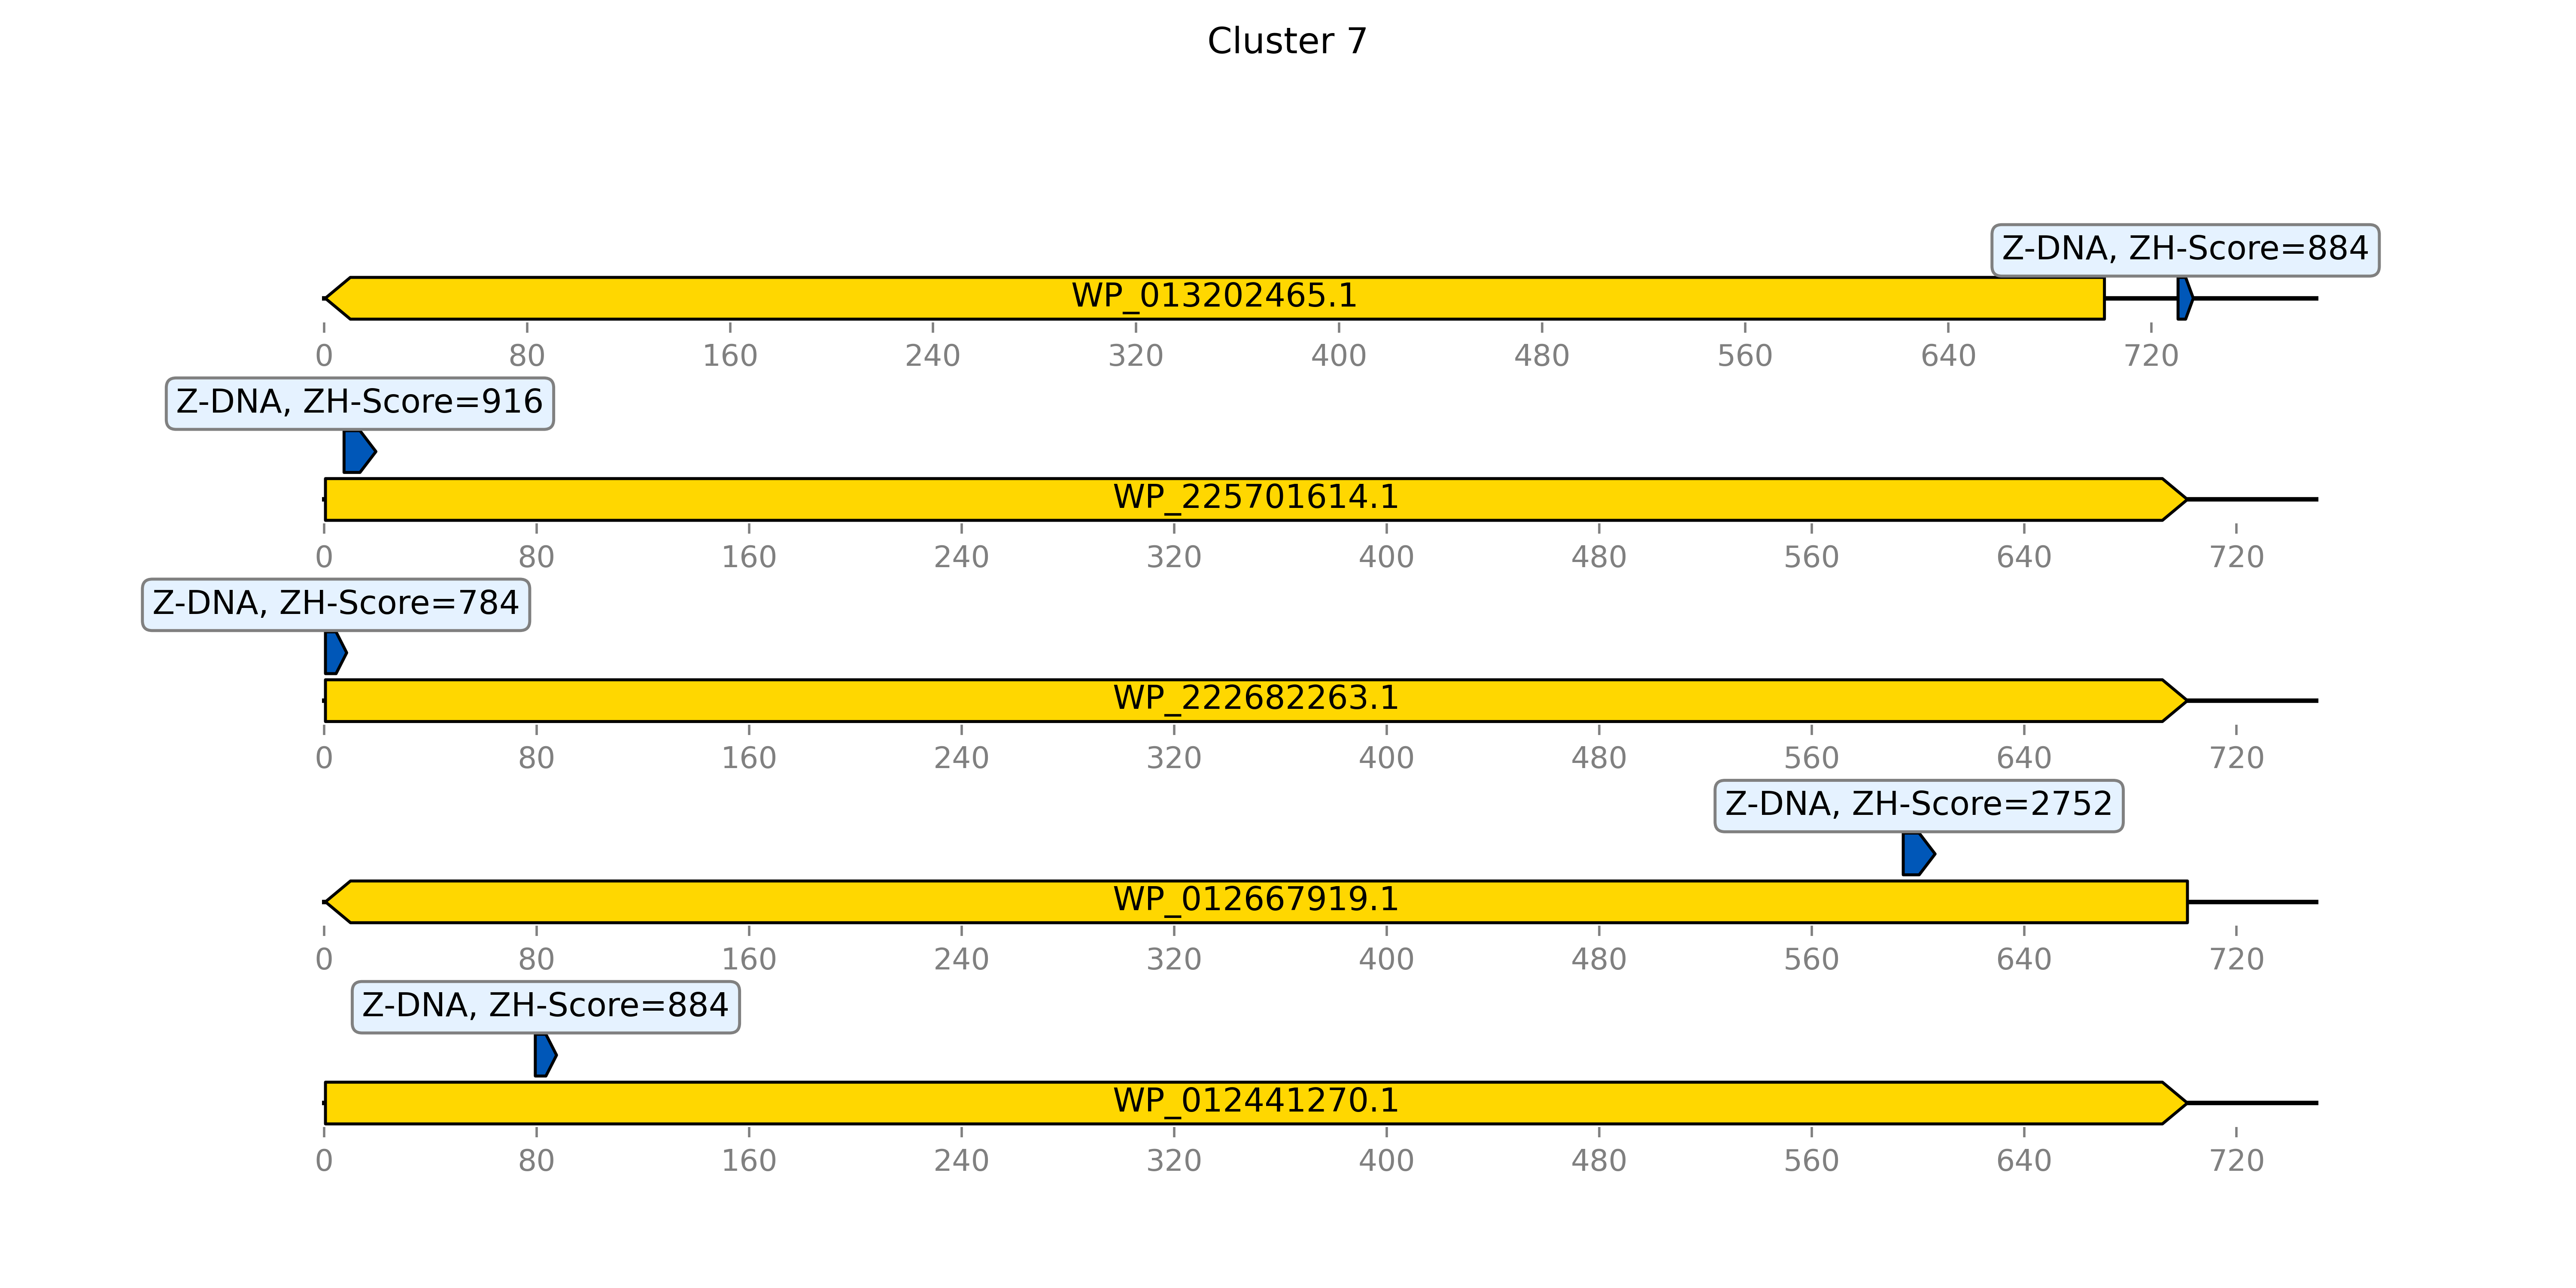 Cluster 7
Z-DNA, ZH-Score=884
WP_013202465.1
0 80 160 240 320 400 480 560 640 720
Z-DNA, ZH-Score=916
WP_225701614.1
0 80 160 240 320 400 480 560 640 720
Z-DNA, ZH-Score=784
WP_222682263.1
0 80 160 240 320 400 480 560 640 720
Z-DNA, ZH-Score=2752
WP_012667919.1
0 80 160 240 320 400 480 560 640 720
Z-DNA, ZH-Score=884
WP_012441270.1
0 80 160 240 320 400 480 560 640 720